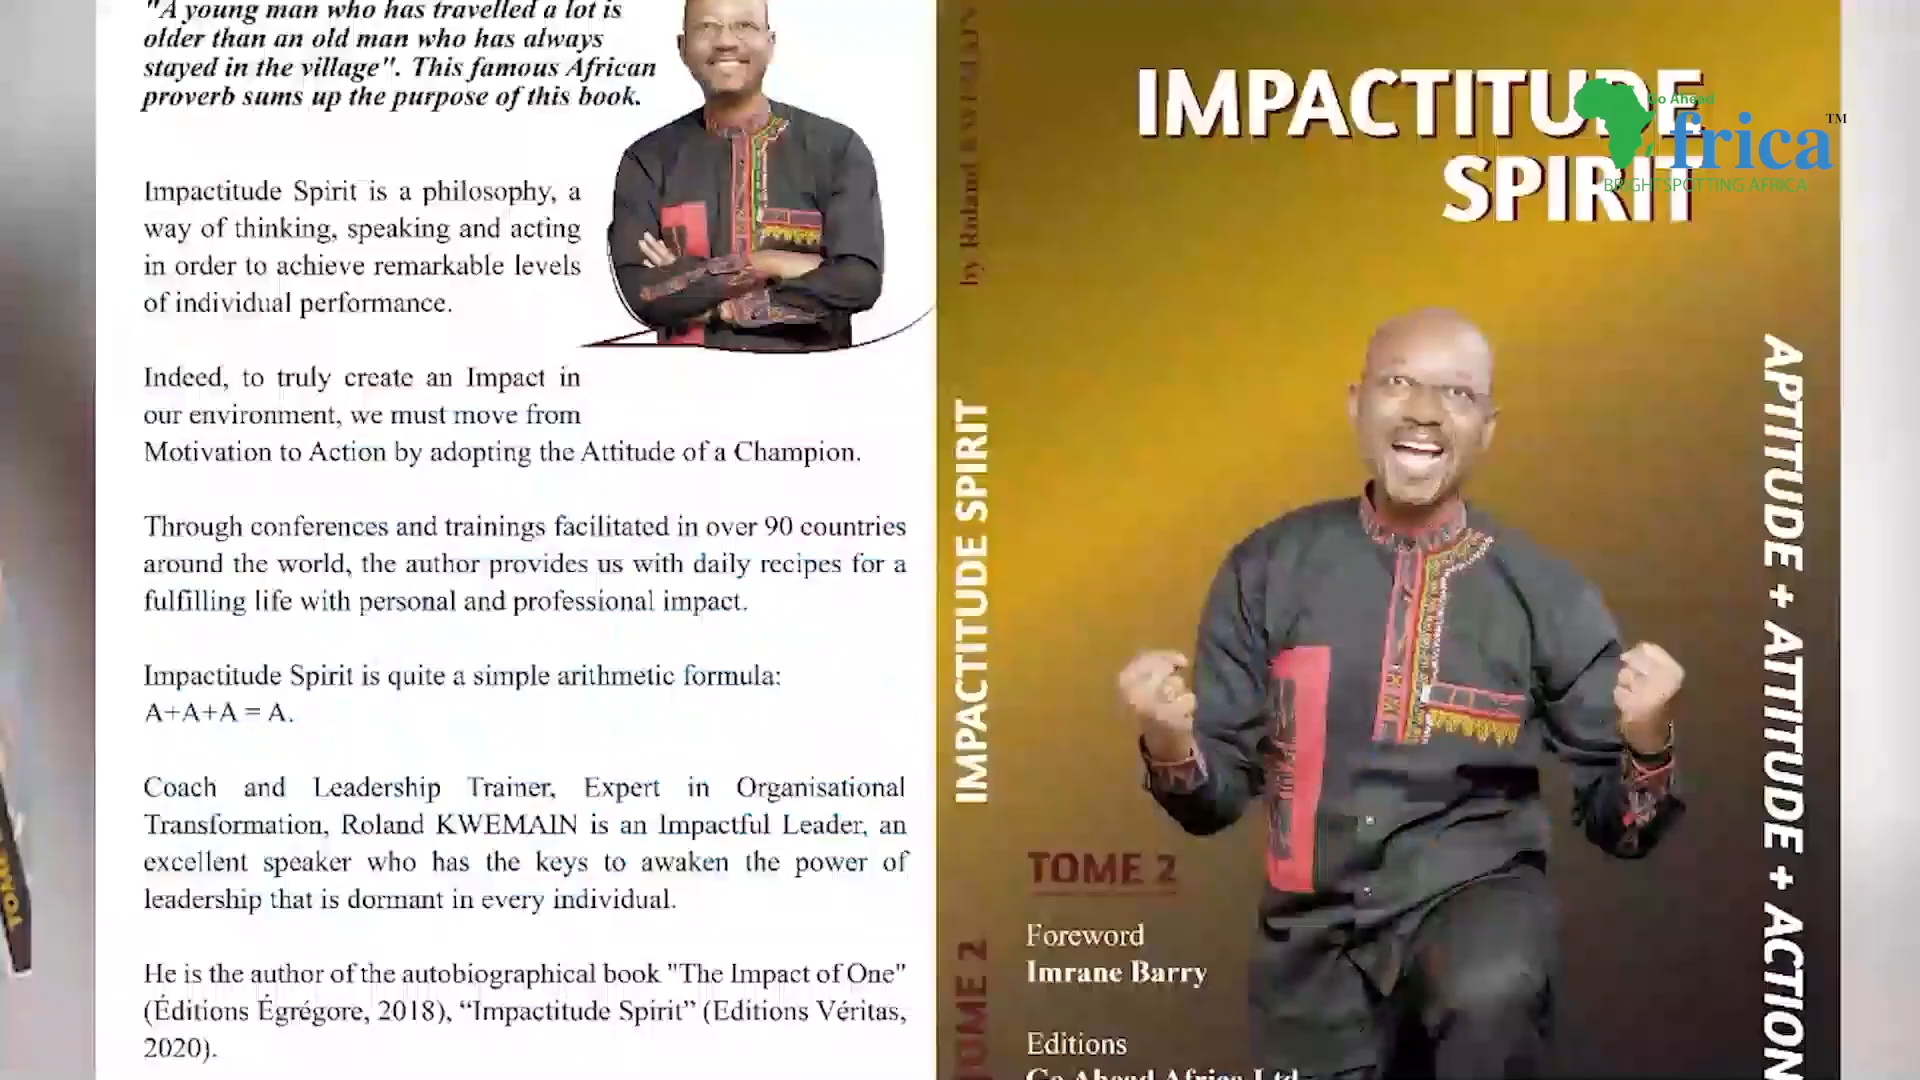 "A young man who has travelled a lot is
older than an old man who has always
stayed in the village". This famous African
proverb sums up the purpose of this book.
Impactitude Spirit is a philosophy, a
way of thinking, speaking and acting
in order to achieve remarkable levels
of individual performance.
Indeed, to truly create an Impact in
our environment, we must move from
Motivation to Action by adopting the Attitude of a Champion.
Through conferences and trainings facilitated in over 90 countries
around the world, the author provides us with daily recipes for a
fulfilling life with personal and professional impact.
Impactitude Spirit is quite a simple arithmetic formula:
A+A+A = A.
Coach and Leadership Trainer, Expert in Organisational
Transformation, Roland KWEMAIN is an Impactful Leader, an
excellent speaker who has the keys to awaken the power of
leadership that is dormant in every individual.
He is the author of the autobiographical book "The Impact of One"
(Éditions Égrégore, 2018), “Impactitude Spirit” (Editions Véritas,
2020).
by Roland KWEMAIN
IMPACTITUDE SPIRIT
TOME 2
IMPACTITUDE
SPIRIT
Go Ahead
frica™
BRIGHTSPOTTING AFRICA
APTITUDE + ATTITUDE + ACTION
TOME 2
Foreword
Imrane Barry
Editions
Go Ahead Africa Ltd